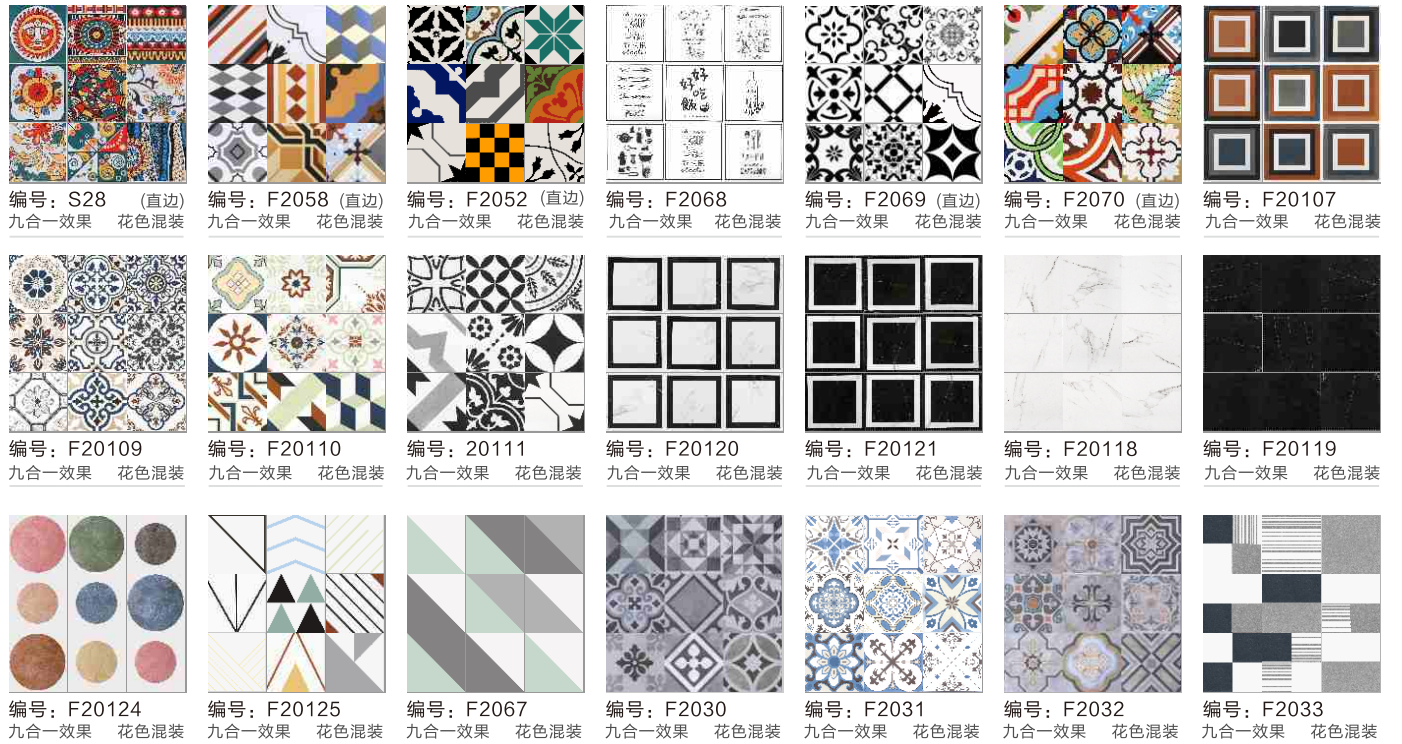 好好
吃
飯
编号：S28 (直边)
九合一效果 花色混装
编号：F2058 (直边)
九合一效果 花色混装
编号：F2052 (直边)
九合一效果 花色混装
编号：F2068
九合一效果 花色混装
编号：F2069 (直边)
九合一效果 花色混装
编号：F2070 (直边)
九合一效果 花色混装
编号：F20107
九合一效果 花色混装
编号：F20109
九合一效果 花色混装
编号：F20110
九合一效果 花色混装
编号：20111
九合一效果 花色混装
编号：F20120
九合一效果 花色混装
编号：F20121
九合一效果 花色混装
编号：F20118
九合一效果 花色混装
编号：F20119
九合一效果 花色混装
编号：F20124
九合一效果 花色混装
编号：F20125
九合一效果 花色混装
编号：F2067
九合一效果 花色混装
编号：F2030
九合一效果 花色混装
编号：F2031
九合一效果 花色混装
编号：F2032
九合一效果 花色混装
编号：F2033
九合一效果 花色混装